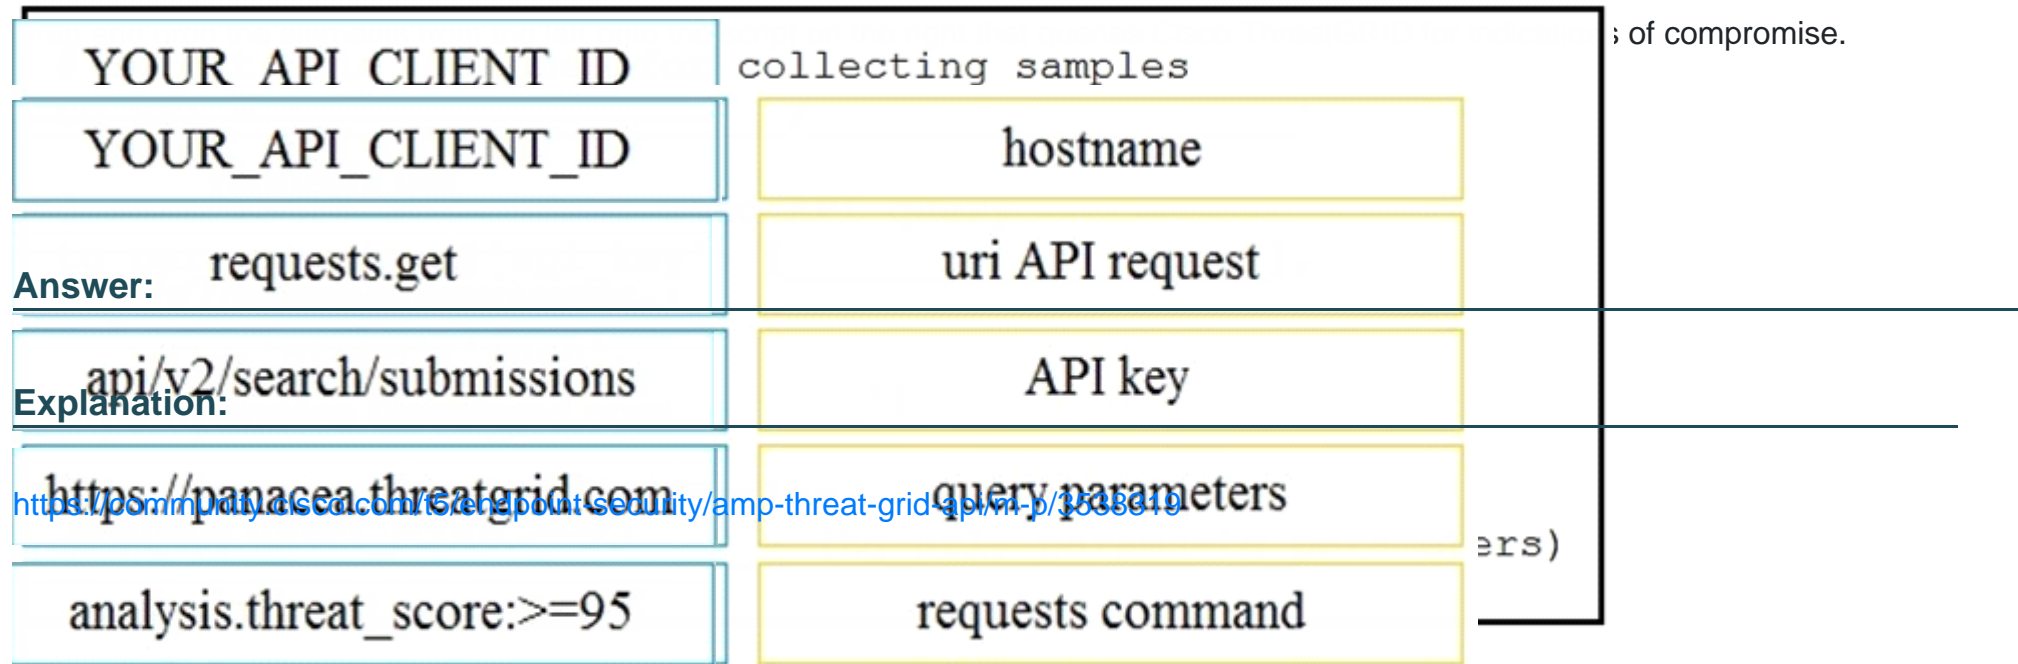 s of compromise.
YOUR_API_CLIENT_ID collecting samples
YOUR_API_CLIENT_ID hostname
requests.get uri API request
Answer:
api/v2/search/submissions API key
Explanation:
https://panacea.threatgrid.com query parameters
https://community.cisco.com/t5/endpoint-security/amp-threat-grid-api/m-p/3538319
ers)
analysis.threat_score:>=95 requests command